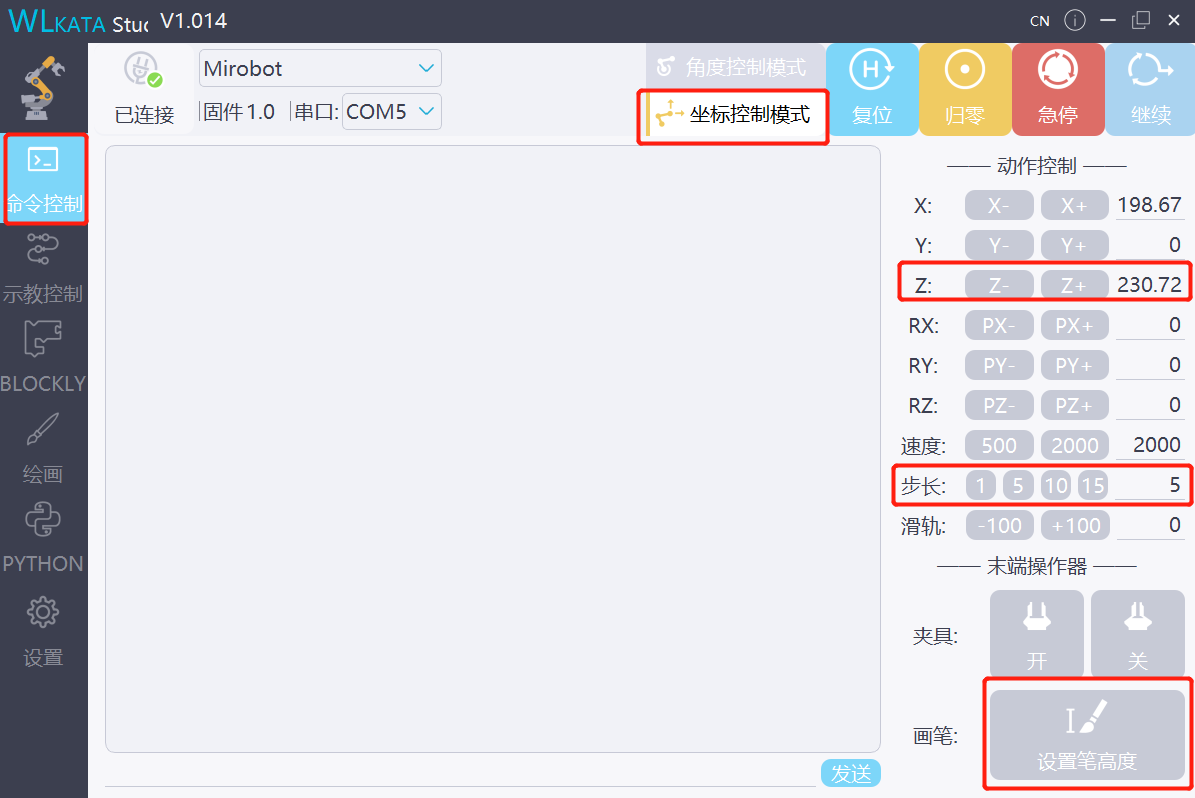 WLKATA Stuc V1.014
CN
Mirobot
已连接
固件 1.0
串口: COM5
角度控制模式
坐标控制模式
复位
归零
急停
继续
命令控制
示教控制
BLOCKLY
绘画
PYTHON
设置
发送
动作控制
X: X- X+ 198.67
Y: Y- Y+ 0
Z: Z- Z+ 230.72
RX: PX- PX+ 0
RY: PY- PY+ 0
RZ: PZ- PZ+ 0
速度: 500 2000 2000
步长: 1 5 10 15 5
滑轨: -100 +100 0
末端操作器
夹具: 开 关
画笔: 设置笔高度